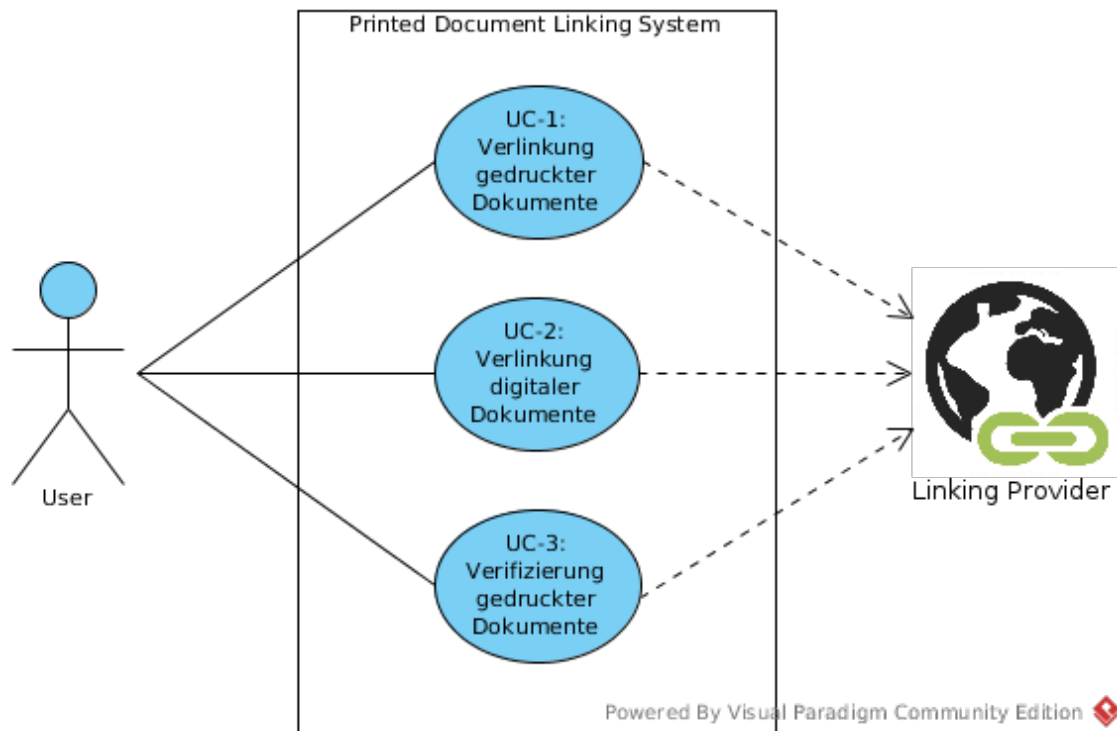 Printed Document Linking System
UC-1:
Verlinkung
gedruckter
Dokumente
UC-2:
Verlinkung
digitaler
Dokumente
UC-3:
Verifizierung
gedruckter
Dokumente
User
Linking Provider
Powered By Visual Paradigm Community Edition